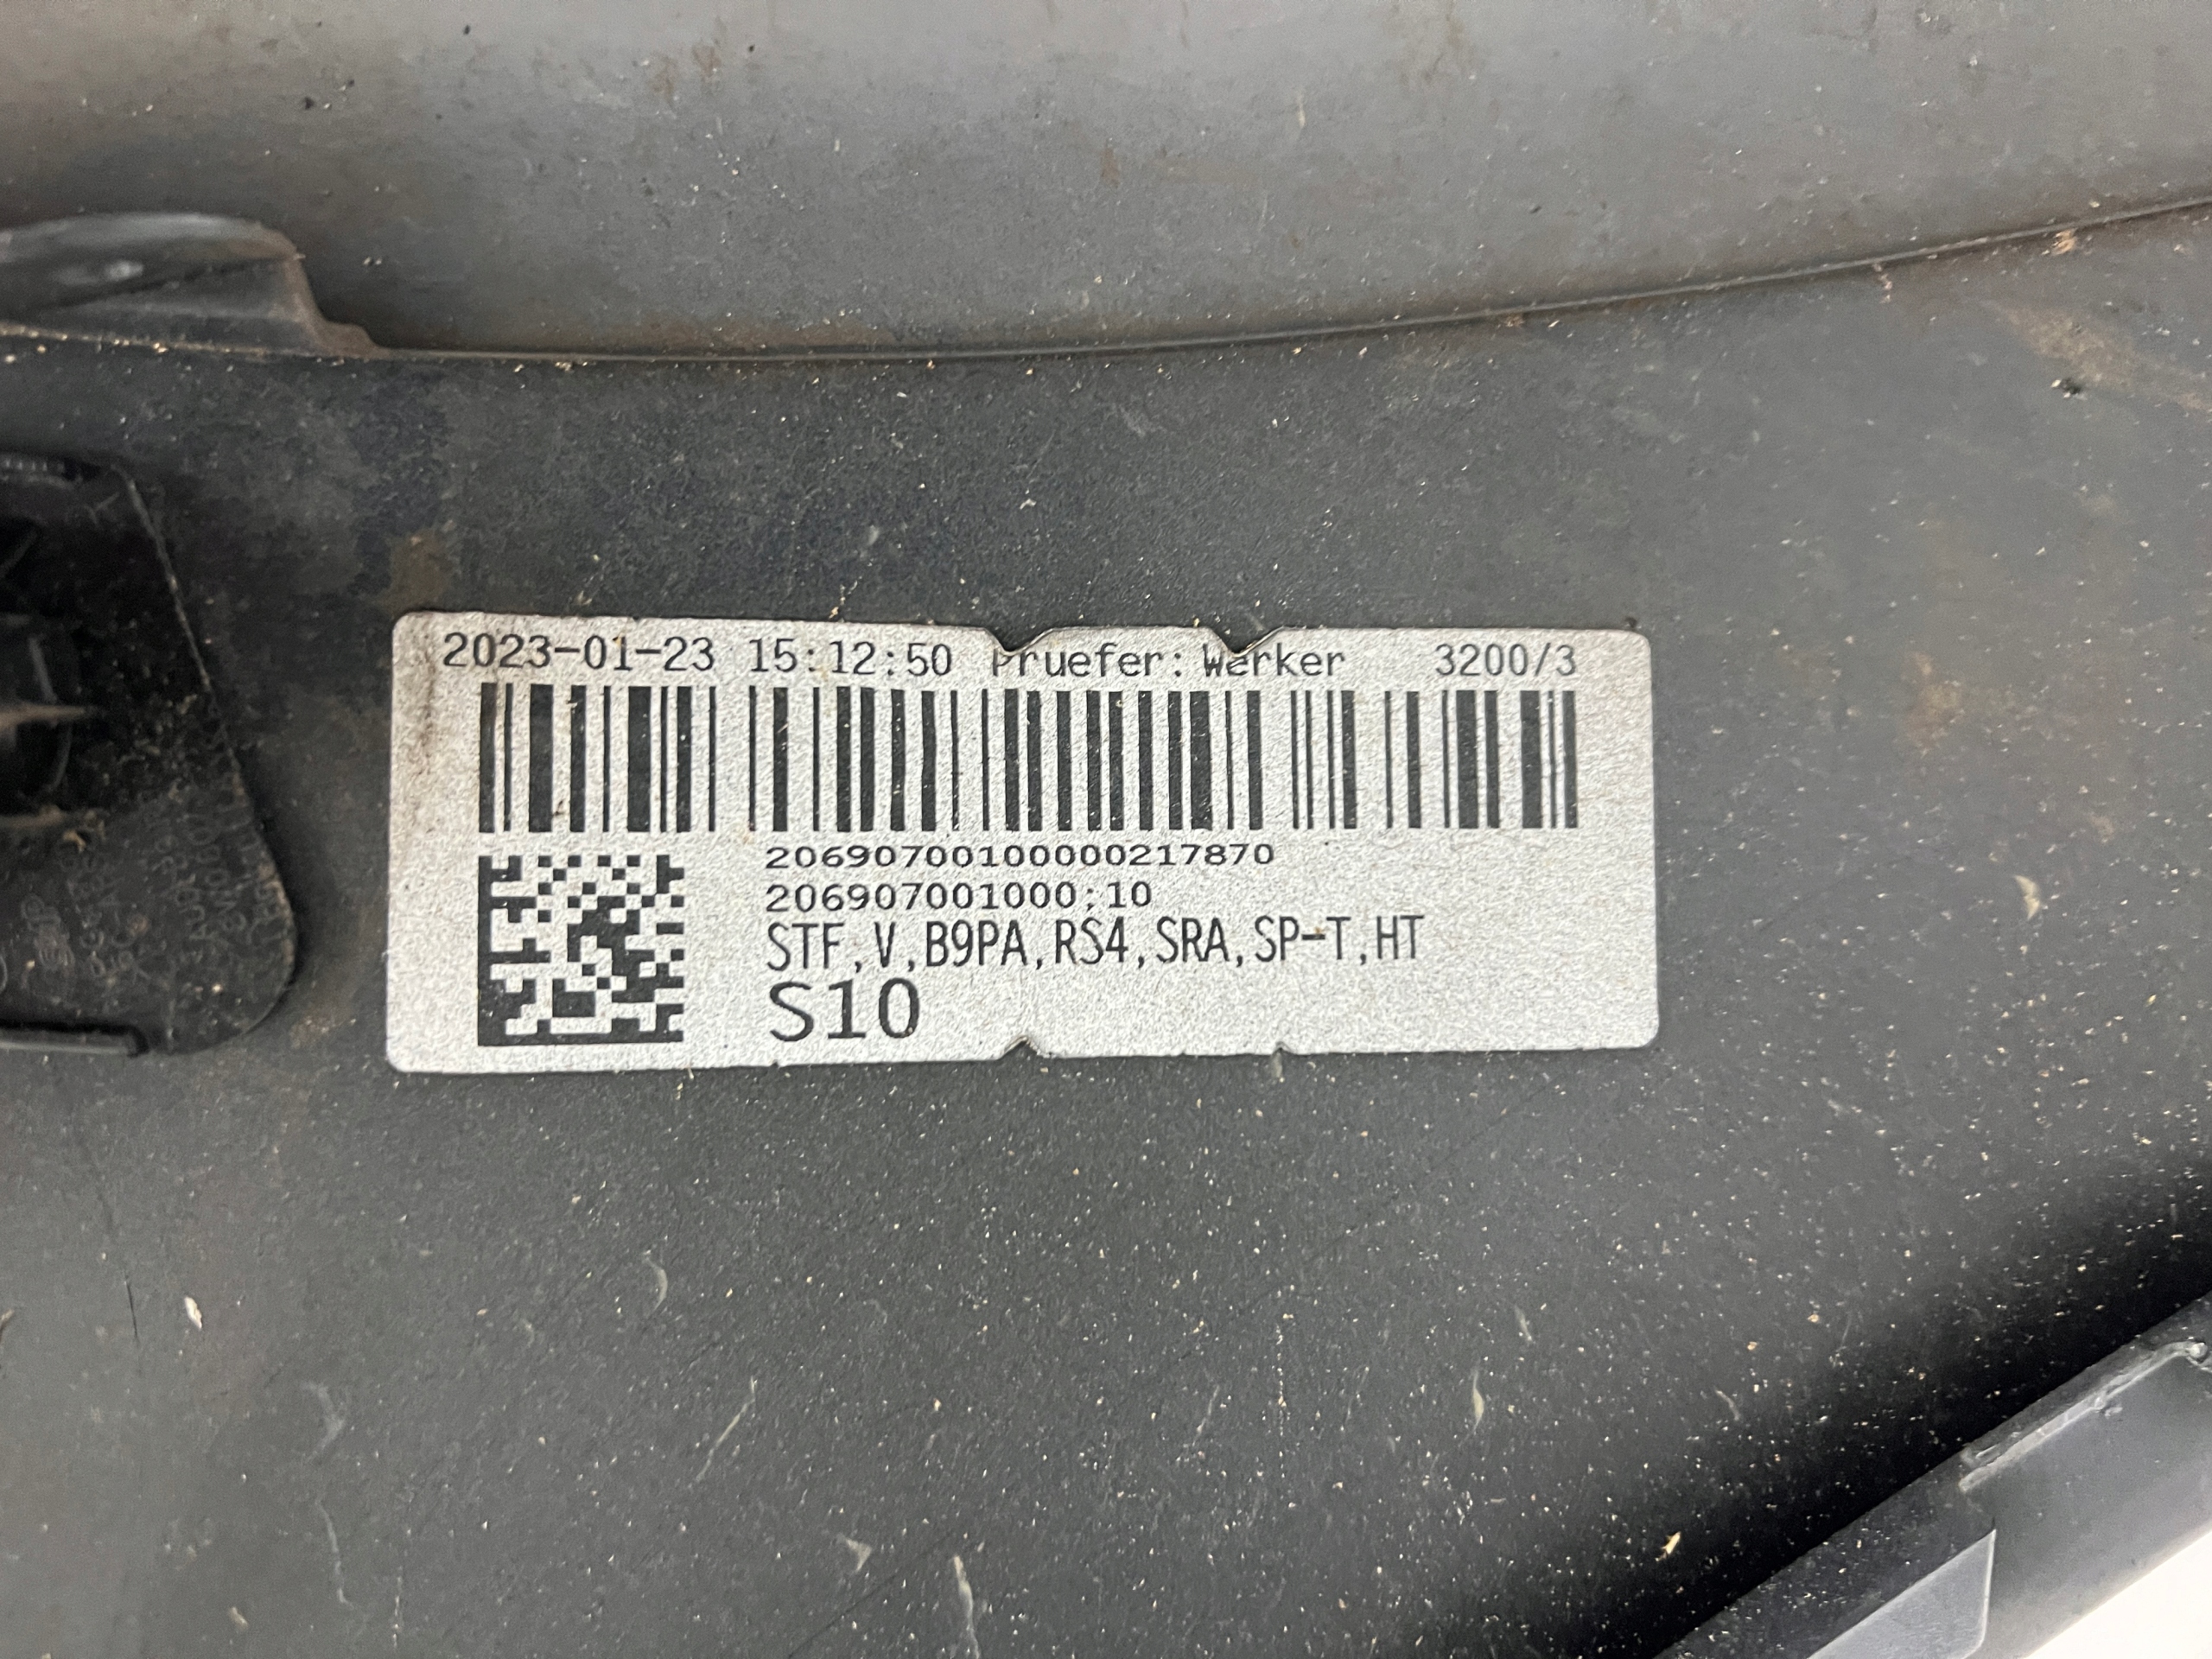 2023-01-23 15:12:50 Pruefer: Werker 3200/3
20690700100000217870
206907001000;10
STF,V,B9PA,RS4,SRA,SP-T,HT
S10